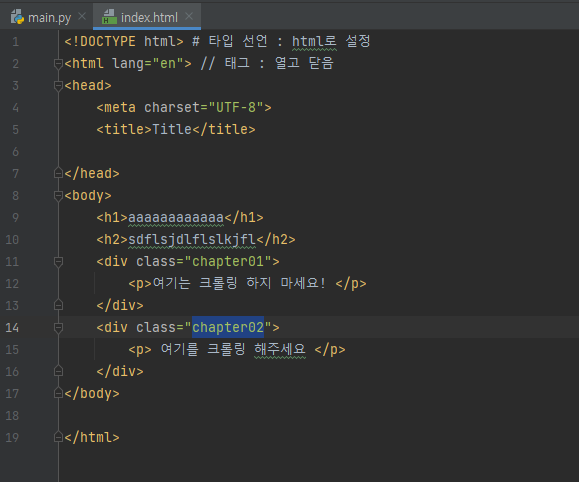 main.py index.html
1 <!DOCTYPE html> # 타입 선언 : html로 설정
2 <html lang="en"> // 태그 : 열고 닫음
3 <head>
4 <meta charset="UTF-8">
5 <title>Title</title>
6
7 </head>
8 <body>
9 <h1>aaaaaaaaaaaa</h1>
10 <h2>sdflsjdlflslkjfl</h2>
11 <div class="chapter01">
12 <p>여기는 크롤링 하지 마세요! </p>
13 </div>
14 <div class="chapter02">
15 <p> 여기를 크롤링 해주세요 </p>
16 </div>
17 </body>
18
19 </html>